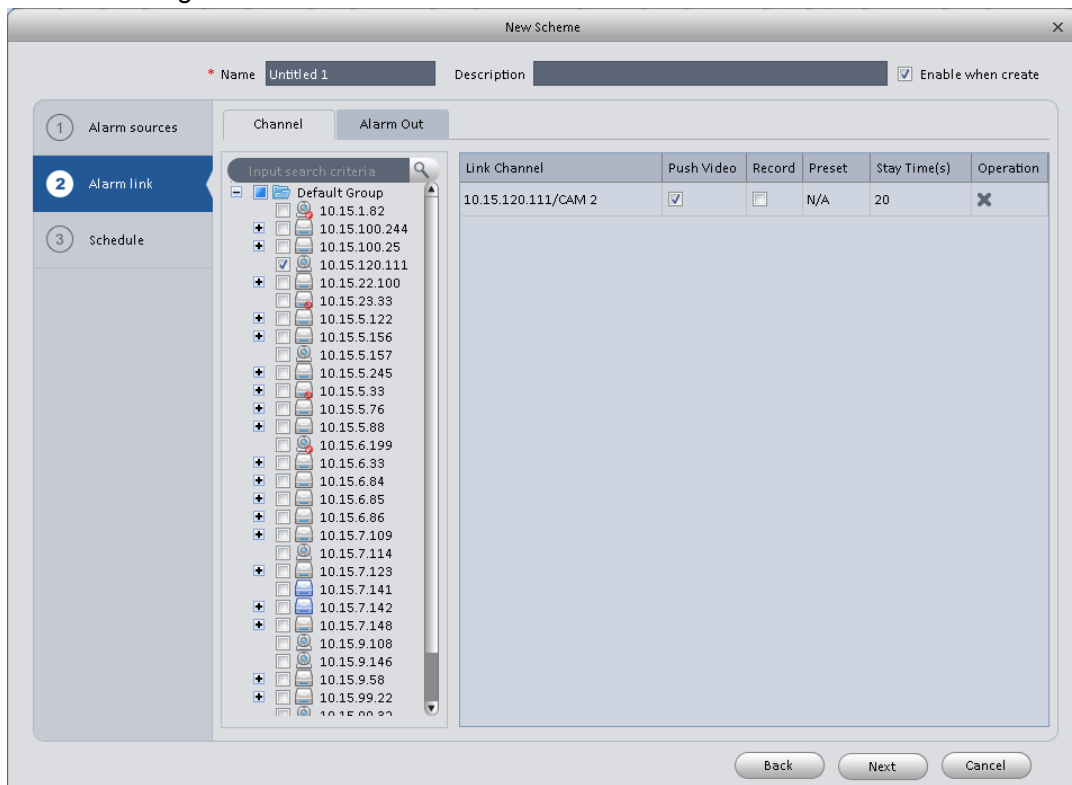 New Scheme
* Name Untitled 1 Description Enable when create
1 Alarm sources
2 Alarm link
3 Schedule
Channel Alarm Out
Input search criteria
Default Group
10.15.1.82
10.15.100.244
10.15.100.25
10.15.120.111
10.15.22.100
10.15.23.33
10.15.5.122
10.15.5.156
10.15.5.157
10.15.5.245
10.15.5.33
10.15.5.76
10.15.5.88
10.15.6.199
10.15.6.33
10.15.6.84
10.15.6.85
10.15.6.86
10.15.7.109
10.15.7.114
10.15.7.123
10.15.7.141
10.15.7.142
10.15.7.148
10.15.9.108
10.15.9.146
10.15.9.58
10.15.99.22
Link Channel Push Video Record Preset Stay Time(s) Operation
10.15.120.111/CAM 2 N/A 20
Back Next Cancel